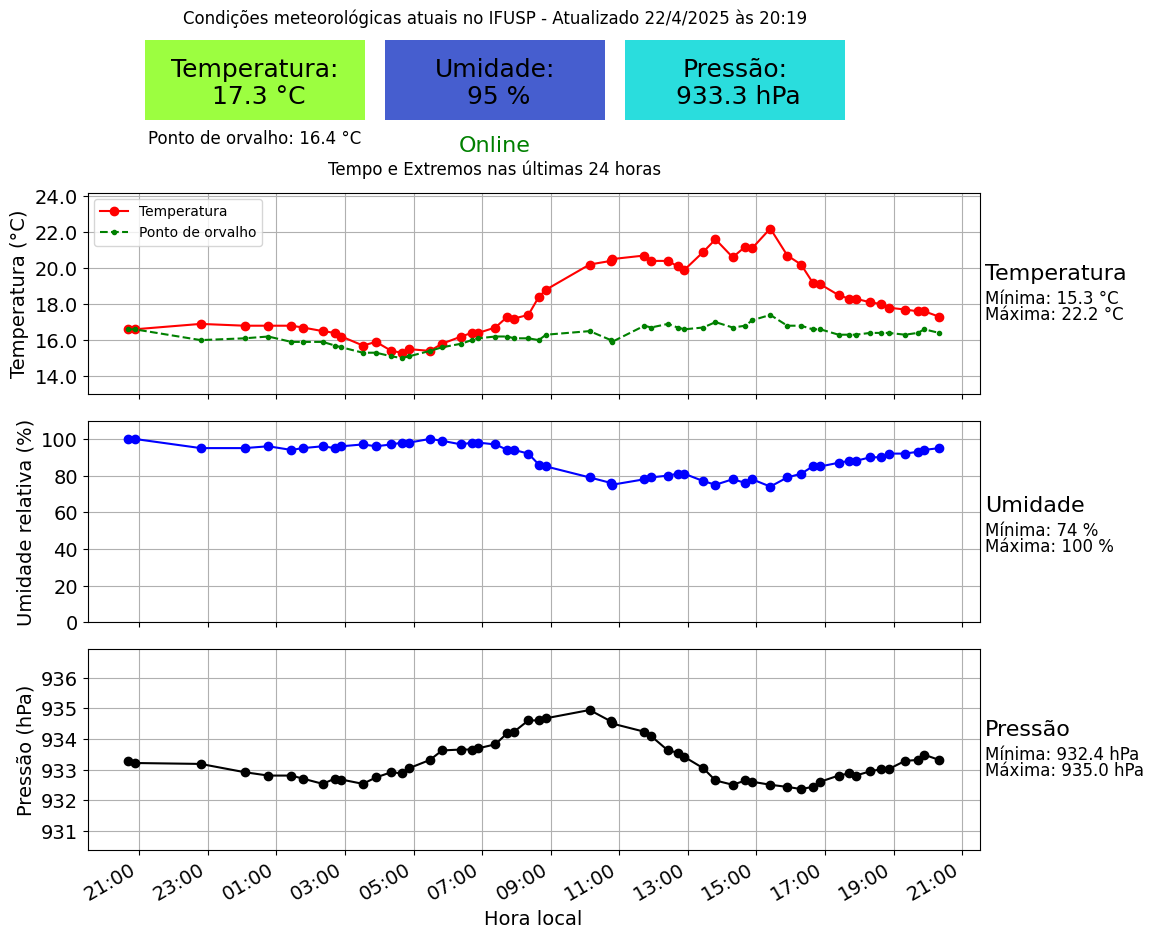 Condições meteorológicas atuais no IFUSP - Atualizado 22/4/2025 às 20:19
Temperatura:
17.3 °C
Umidade:
95 %
Pressão:
933.3 hPa
Ponto de orvalho: 16.4 °C
Online
Tempo e Extremos nas últimas 24 horas
Temperatura (°C)
24.0
22.0
20.0
18.0
16.0
14.0
Temperatura
Ponto de orvalho
Temperatura
Mínima: 15.3 °C
Máxima: 22.2 °C
Umidade relativa (%)
100
80
60
40
20
0
Umidade
Mínima: 74 %
Máxima: 100 %
Pressão (hPa)
936
935
934
933
932
931
Pressão
Mínima: 932.4 hPa
Máxima: 935.0 hPa
21:00
23:00
01:00
03:00
05:00
07:00
09:00
11:00
13:00
15:00
17:00
19:00
21:00
Hora local